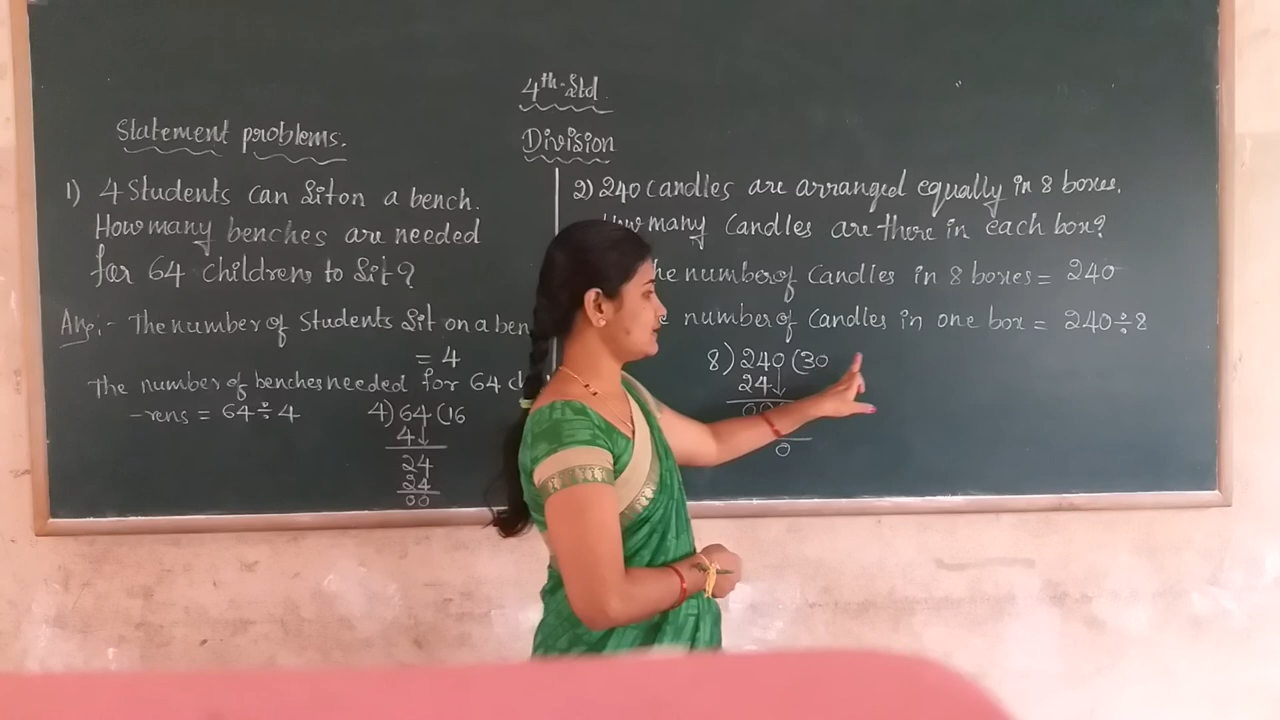 4th Std.
Division
Statement problems.
1) 4 Students can Sit on a bench.
How many benches are needed
for 64 childrens to Sit?
Ans:- The number of Students Sit on a
= 4
The number of benches needed for 64
-rens = 64 ÷ 4
4) 64 (16
4
24
24
00
2) 240 candles are arranged equally in 8 boxes.
many Candles are there in each box?
number of Candles in 8 boxes = 240
number of Candles in one box = 240 ÷ 8
8) 240 (30
24
0